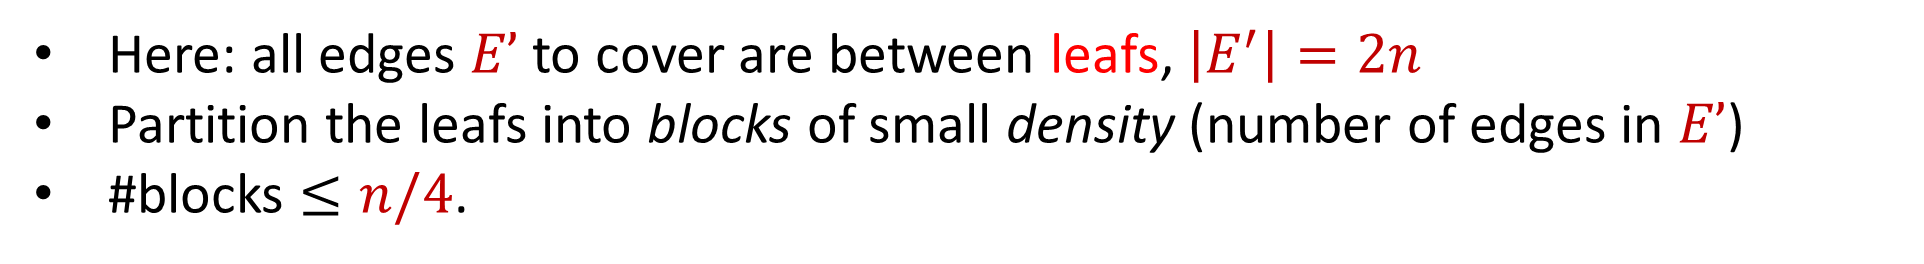 • Here: all edges E’ to cover are between leafs, |E′| = 2n
• Partition the leafs into blocks of small density (number of edges in E’)
• #blocks ≤ n/4.